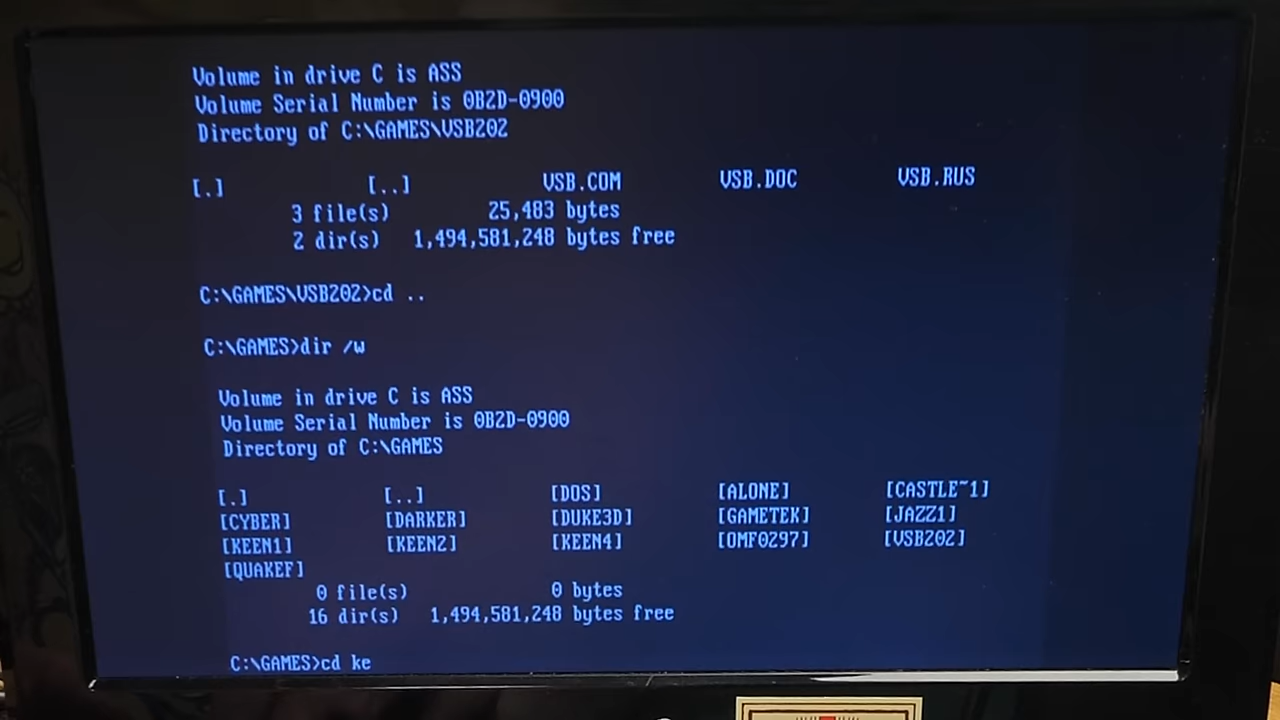 Volume in drive C is ASS
Volume Serial Number is 0B2D-0900
Directory of C:\GAMES\VSB202
[.] [..] VSB.COM VSB.DOC VSB.RUS
3 file(s) 25,483 bytes
2 dir(s) 1,494,581,248 bytes free
C:\GAMES\VSB202>cd ..
C:\GAMES>dir /w
Volume in drive C is ASS
Volume Serial Number is 0B2D-0900
Directory of C:\GAMES
[.] [..] [DOS] [ALONE] [CASTLE~1]
[CYBER] [DARKER] [DUKE3D] [GAMETEK] [JAZZ1]
[KEEN1] [KEEN2] [KEEN4] [OMF0297] [VSB202]
[QUAKEF]
0 file(s) 0 bytes
16 dir(s) 1,494,581,248 bytes free
C:\GAMES>cd ke